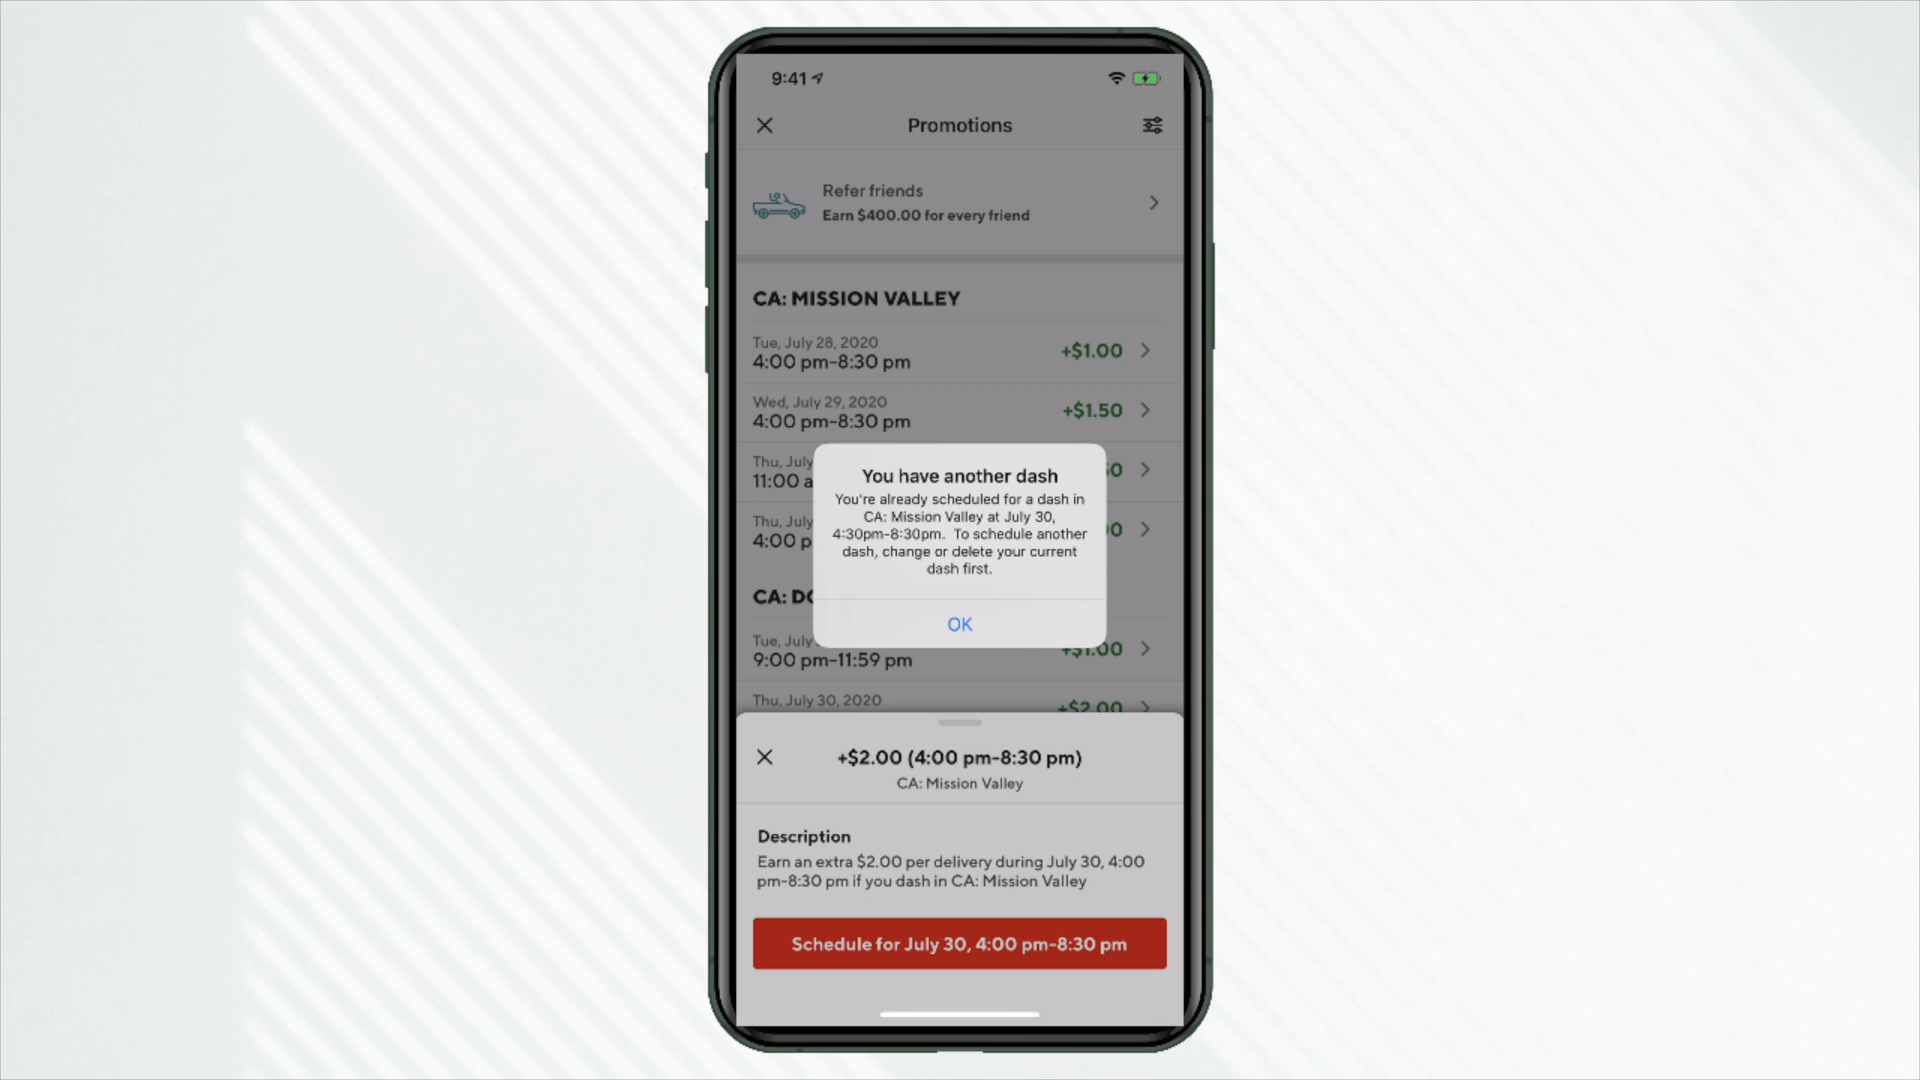 9:41
Promotions
Refer friends
Earn $400.00 for every friend
CA: MISSION VALLEY
Tue, July 28, 2020
4:00 pm-8:30 pm
+$1.00
Wed, July 29, 2020
4:00 pm-8:30 pm
+$1.50
Thu, July
11:00 a
Thu, July
4:00 p
You have another dash
You're already scheduled for a dash in
CA: Mission Valley at July 30,
4:30pm-8:30pm. To schedule another
dash, change or delete your current
dash first.
OK
CA:
Tue, July
9:00 pm-11:59 pm
+$1.00
Thu, July 30, 2020
+$2.00
+$2.00 (4:00 pm-8:30 pm)
CA: Mission Valley
Description
Earn an extra $2.00 per delivery during July 30, 4:00
pm-8:30 pm if you dash in CA: Mission Valley
Schedule for July 30, 4:00 pm-8:30 pm